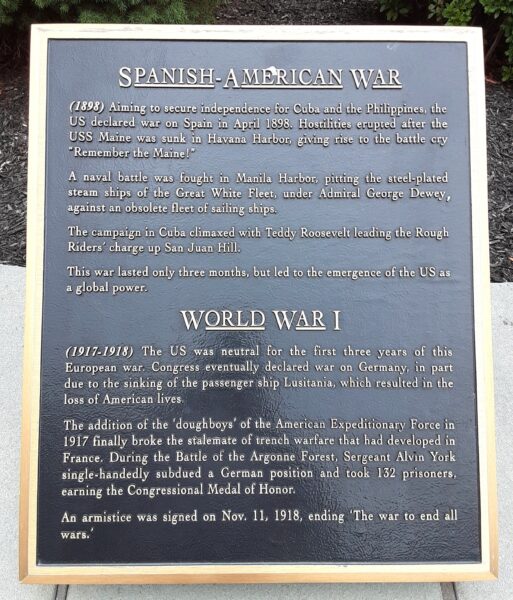 SPANISH-AMERICAN WAR
(1898) Aiming to secure independence for Cuba and the Philippines, the
US declared war on Spain in April 1898. Hostilities erupted after the
USS Maine was sunk in Havana Harbor, giving rise to the battle cry
"Remember the Maine!"
A naval battle was fought in Manila Harbor, pitting the steel-plated
steam ships of the Great White Fleet, under Admiral George Dewey,
against an obsolete fleet of sailing ships.
The campaign in Cuba climaxed with Teddy Roosevelt leading the Rough
Riders' charge up San Juan Hill.
This war lasted only three months, but led to the emergence of the US as
a global power.
WORLD WAR I
(1917-1918) The US was neutral for the first three years of this
European war. Congress eventually declared war on Germany, in part
due to the sinking of the passenger ship Lusitania, which resulted in the
loss of American lives.
The addition of the 'doughboys' of the American Expeditionary Force in
1917 finally broke the stalemate of trench warfare that had developed in
France. During the Battle of the Argonne Forest, Sergeant Alvin York
single-handedly subdued a German position and took 132 prisoners,
earning the Congressional Medal of Honor.
An armistice was signed on Nov. 11, 1918, ending 'The war to end all
wars.'